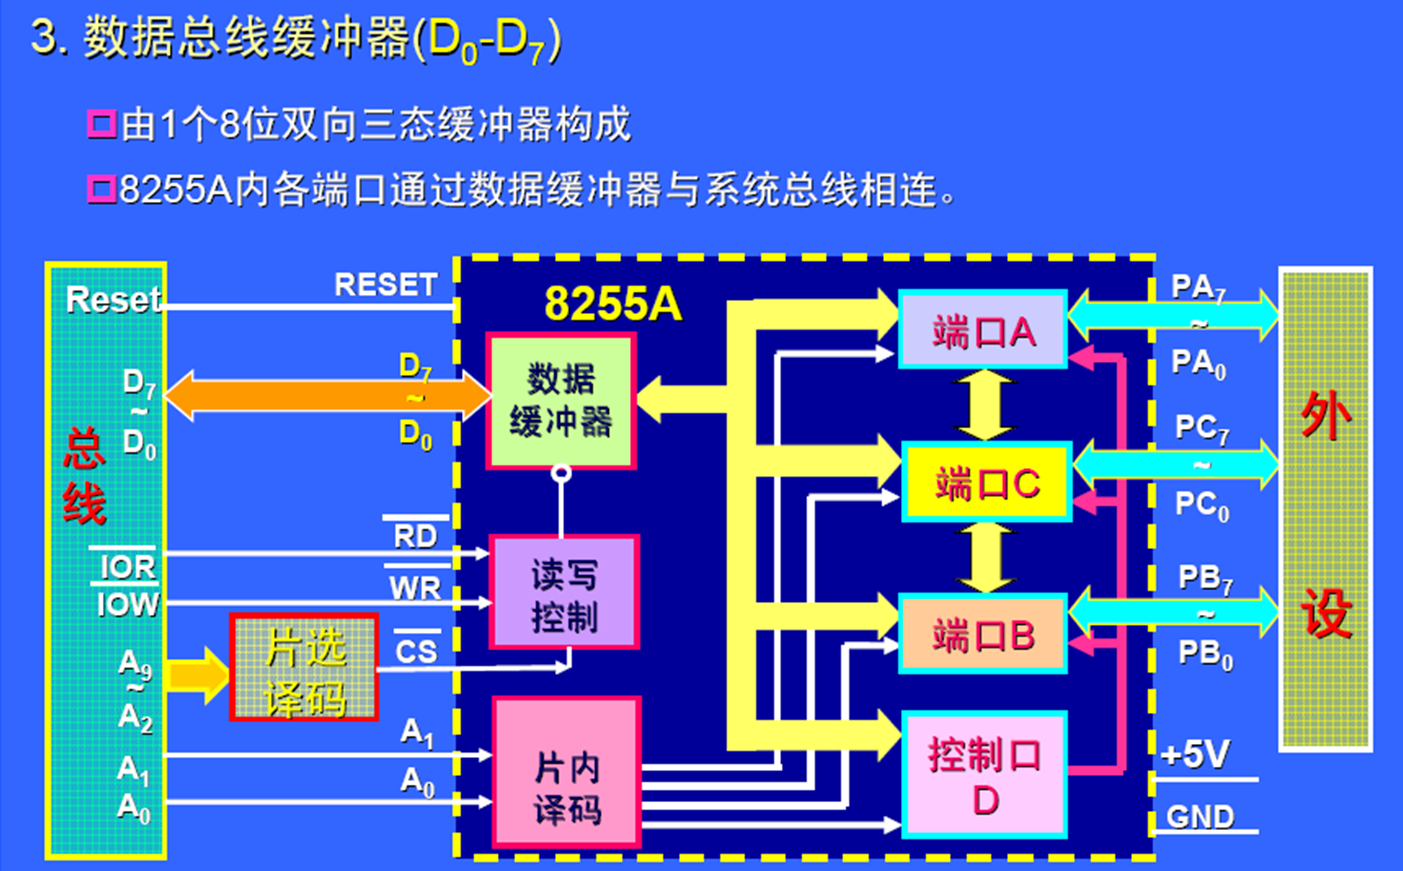 3. 数据总线缓冲器(D₀-D₇)
由1个8位双向三态缓冲器构成
8255A内各端口通过数据缓冲器与系统总线相连。
Reset
RESET
8255A
D₇
~
D₀
总线
D₇
~
D₀
数据
缓冲器
端口A
PA₇
~
PA₀
外设
端口C
PC₇
~
PC₀
I̅O̅R̅
R̅D̅
I̅O̅W̅
W̅R̅
读写
控制
端口B
PB₇
~
PB₀
A₉
~
A₂
片选
译码
C̅S̅
A₁
A₀
A₁
A₀
片内
译码
控制口
D
+5V
GND